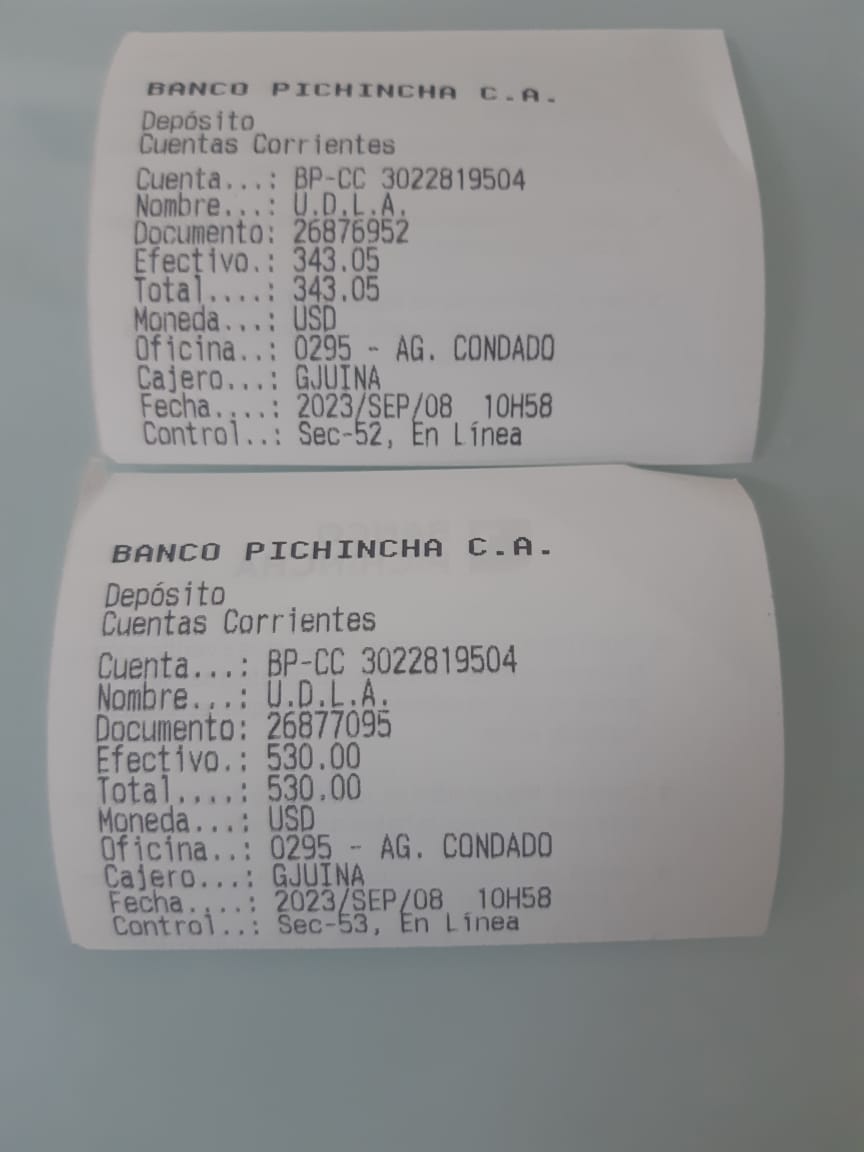 BANCO PICHINCHA C.A.
Depósito
Cuentas Corrientes
Cuenta...: BP-CC 3022819504
Nombre...: U.D.L.A.
Documento: 26876952
Efectivo.: 343.05
Total....: 343.05
Moneda...: USD
Oficina..: 0295 - AG. CONDADO
Cajero...: GJUINA
Fecha....: 2023/SEP/08 10H58
Control..: Sec-52, En Línea
BANCO PICHINCHA C.A.
Depósito
Cuentas Corrientes
Cuenta...: BP-CC 3022819504
Nombre...: U.D.L.A.
Documento: 26877095
Efectivo.: 530.00
Total....: 530.00
Moneda...: USD
Oficina..: 0295 - AG. CONDADO
Cajero...: GJUINA
Fecha....: 2023/SEP/08 10H58
Control..: Sec-53, En Línea